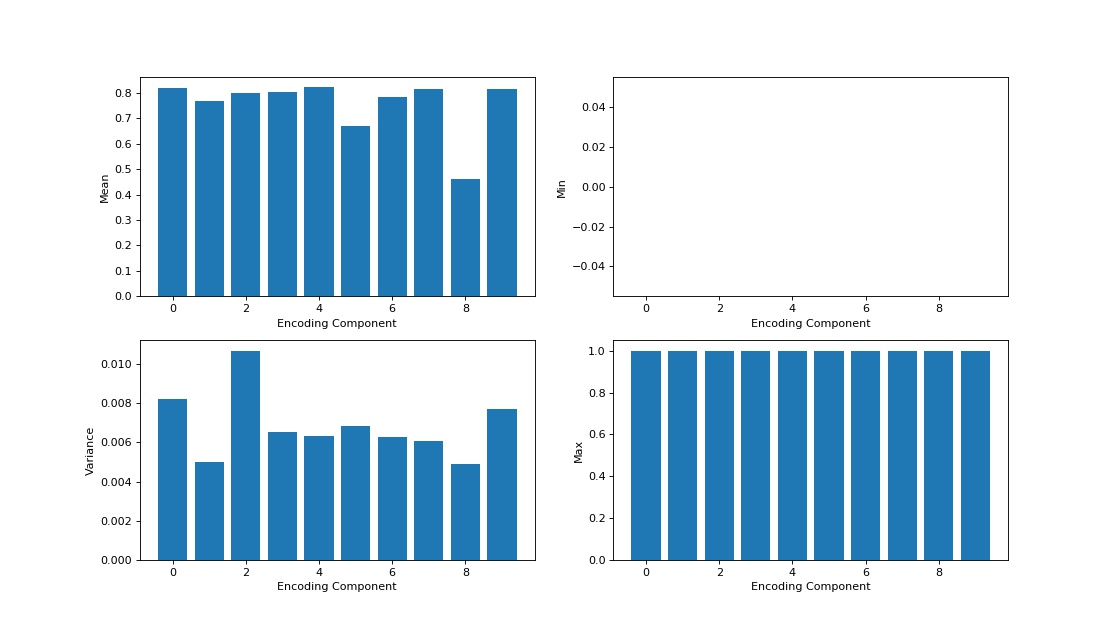 0.8
0.7
0.6
0.5
0.4
0.3
0.2
0.1
0.0
Mean
0 2 4 6 8
Encoding Component
0.04
0.02
0.00
−0.02
−0.04
Min
0 2 4 6 8
Encoding Component
0.010
0.008
0.006
0.004
0.002
0.000
Variance
0 2 4 6 8
Encoding Component
1.0
0.8
0.6
0.4
0.2
0.0
Max
0 2 4 6 8
Encoding Component